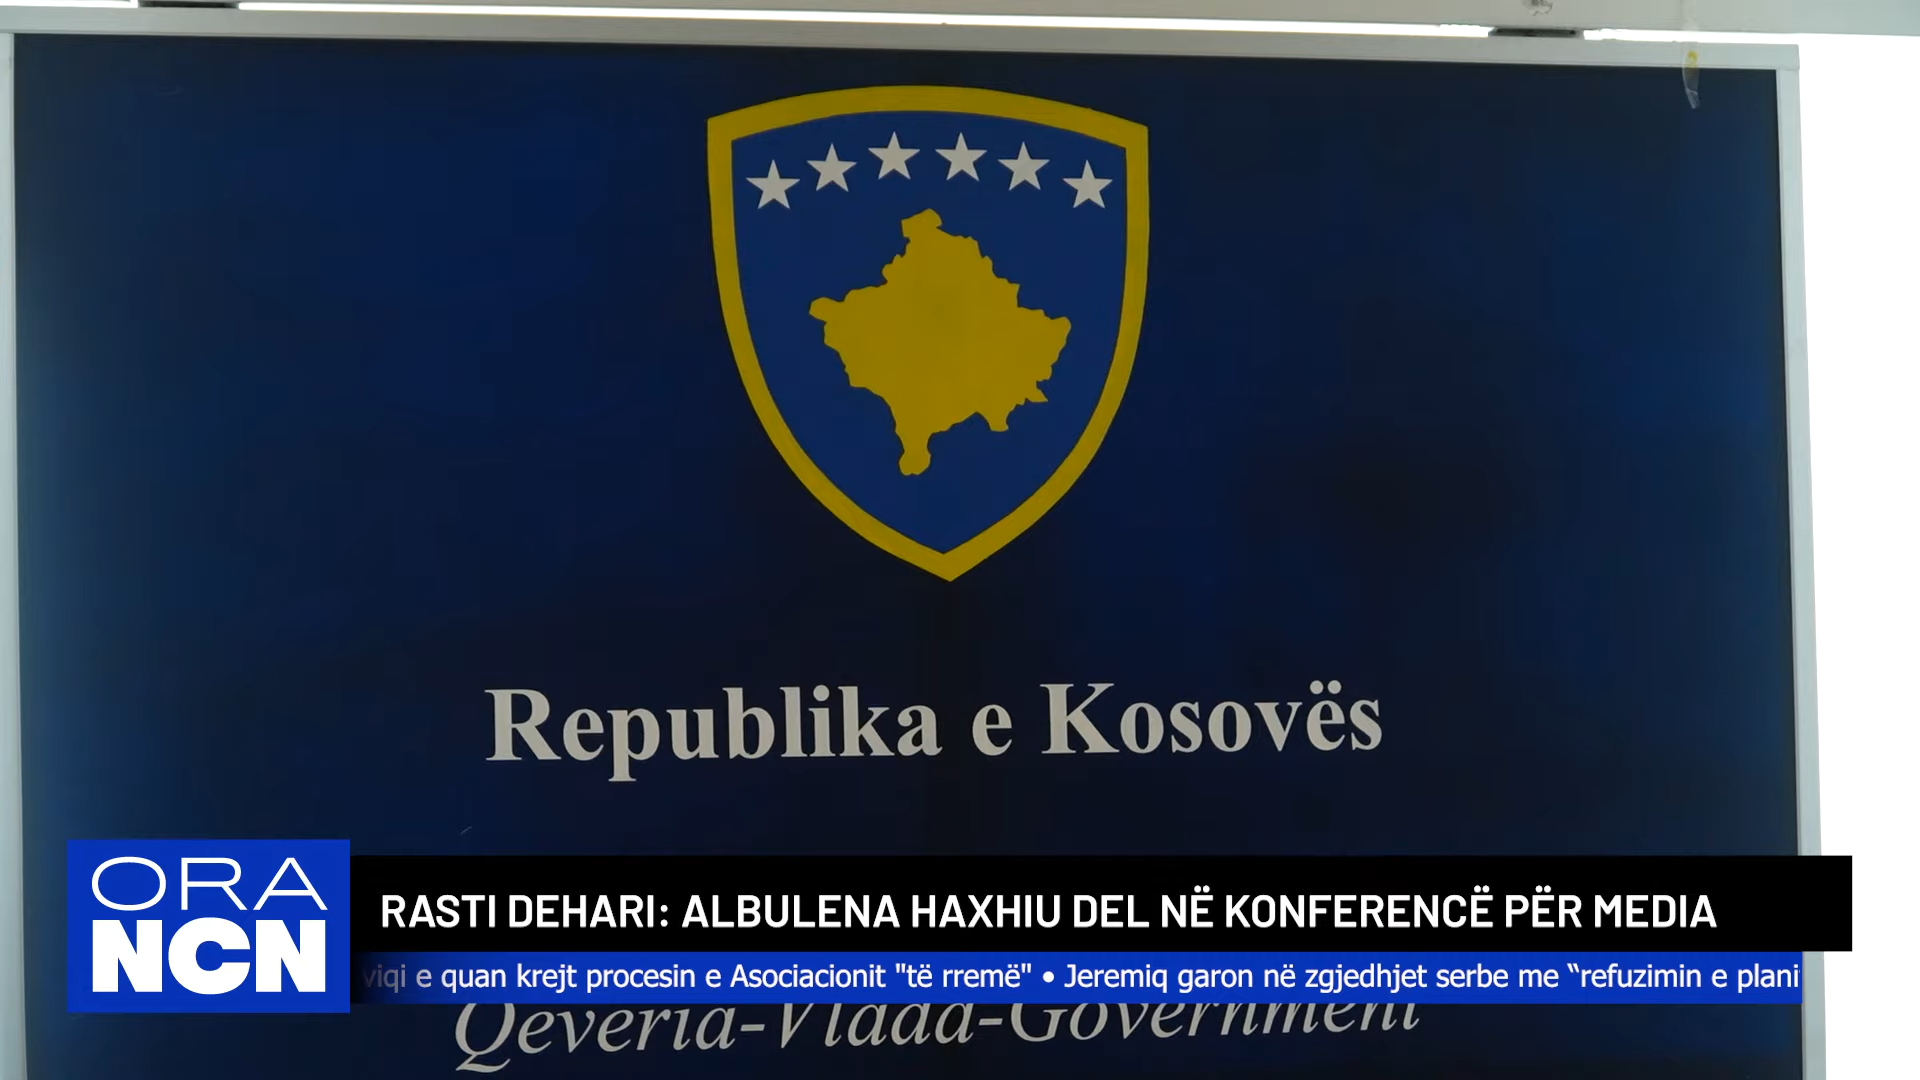 Republika e Kosovës
ORA
NCN
RASTI DEHARI: ALBULENA HAXHIU DEL NË KONFERENCË PËR MEDIA
e quan krejt procesin e Asociacionit "të rremë" • Jeremiq garon në zgjedhjet serbe me “refuzimin e
Qeveria-Vlada-Government